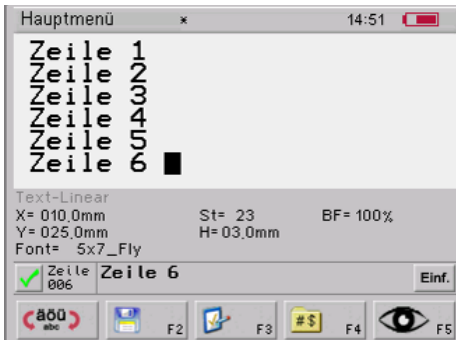 Hauptmenü * 14:51
Zeile 1
Zeile 2
Zeile 3
Zeile 4
Zeile 5
Zeile 6
Text-Linear
X= 010,0mm St= 23 BF= 100%
Y= 025,0mm H= 03,0mm
Font= 5x7_Fly
Zeile 006 Zeile 6 Einf.
äöü abc F2 F3 #$ F4 F5